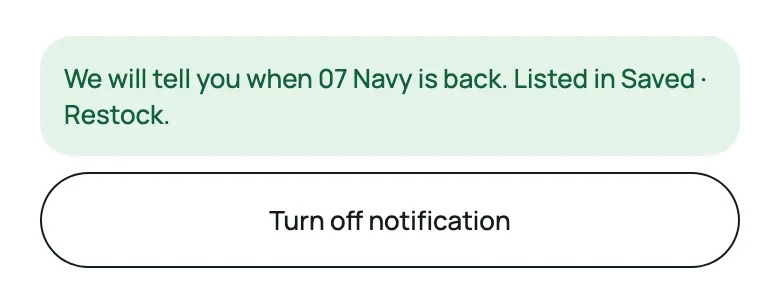 We will tell you when 07 Navy is back. Listed in Saved ·
Restock.
Turn off notification